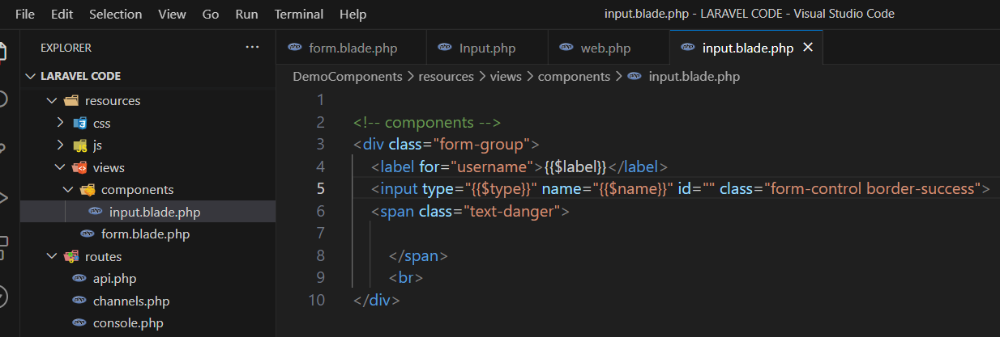 File Edit Selection View Go Run Terminal Help input.blade.php - LARAVEL CODE - Visual Studio Code
EXPLORER ···
LARAVEL CODE
resources
css
js
views
components
input.blade.php
form.blade.php
routes
api.php
channels.php
console.php
form.blade.php Input.php web.php input.blade.php ×
DemoComponents > resources > views > components > input.blade.php
1
2 <!-- components -->
3 <div class="form-group">
4 <label for="username">{{$label}}</label>
5 <input type="{{$type}}" name="{{$name}}" id="" class="form-control border-success">
6 <span class="text-danger">
7
8 </span>
9 <br>
10 </div>